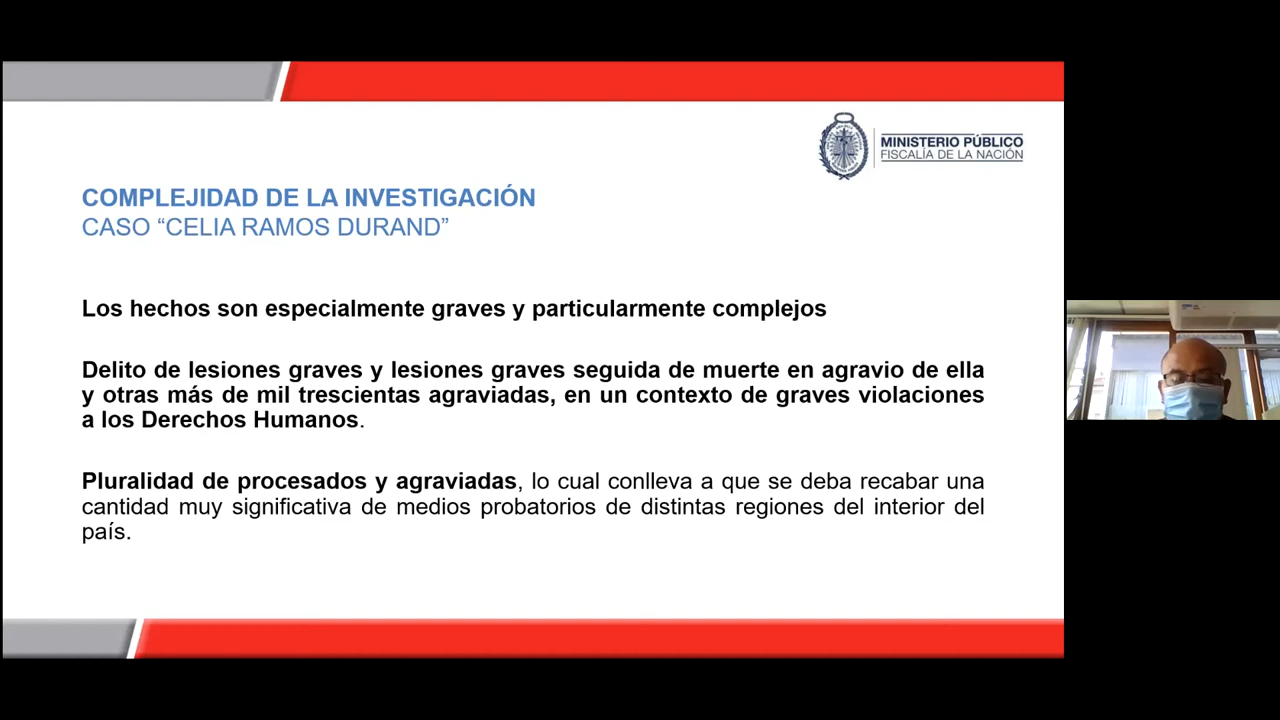 MINISTERIO PÚBLICO
FISCALÍA DE LA NACIÓN
COMPLEJIDAD DE LA INVESTIGACIÓN
CASO “CELIA RAMOS DURAND”
Los hechos son especialmente graves y particularmente complejos
Delito de lesiones graves y lesiones graves seguida de muerte en agravio de ella
y otras más de mil trescientas agraviadas, en un contexto de graves violaciones
a los Derechos Humanos.
Pluralidad de procesados y agraviadas, lo cual conlleva a que se deba recabar una
cantidad muy significativa de medios probatorios de distintas regiones del interior del
país.